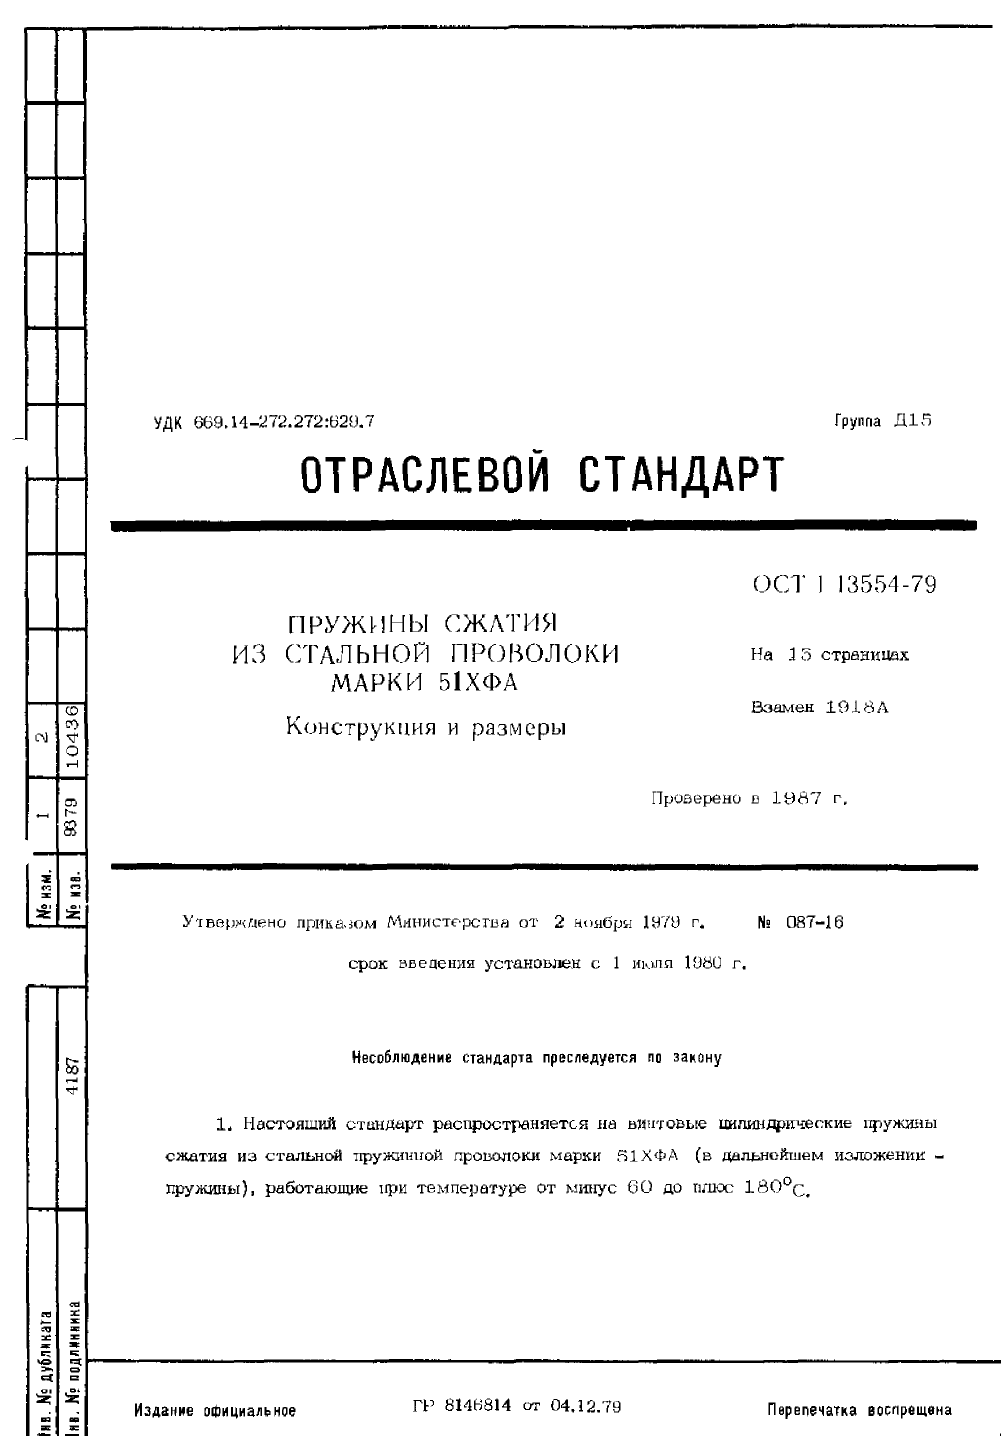 УДК 669.14-272.272:629.7
Группа Д15
ОТРАСЛЕВОЙ СТАНДАРТ
ПРУЖИНЫ СЖАТИЯ
ИЗ СТАЛЬНОЙ ПРОВОЛОКИ
МАРКИ 51ХФА
Конструкция и размеры
ОСТ 1 13554-79
На 13 страницах
Взамен 1918А
Проверено в 1987 г.
Утверждено приказом Министерства от 2 ноября 1979 г. № 087-16
срок введения установлен с 1 июля 1980 г.
Несоблюдение стандарта преследуется по закону
1. Настоящий стандарт распространяется на винтовые цилиндрические пружины
сжатия из стальной пружинной проволоки марки 51ХФА (в дальнейшем изложении -
пружины), работающие при температуре от минус 60 до плюс 180°С.
Издание официальное
ГР 8146814 от 04.12.79
Перепечатка воспрещена
№ изм. 1 2
№ изв. 9379 10436
Инв. № дубликата
Инв. № подлинника 4187